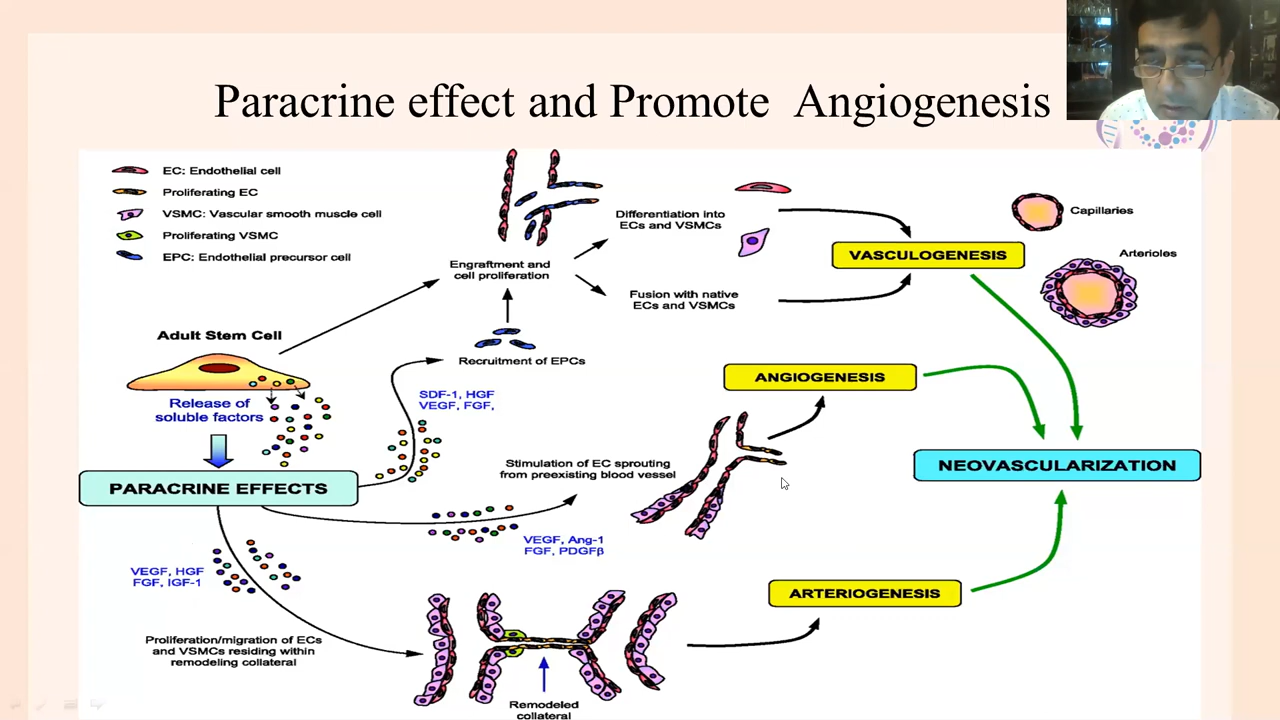 Paracrine effect and Promote Angiogenesis
EC: Endothelial cell
Proliferating EC
VSMC: Vascular smooth muscle cell
Proliferating VSMC
EPC: Endothelial precursor cell
Engraftment and
cell proliferation
Differentiation into
ECs and VSMCs
Fusion with native
ECs and VSMCs
VASCULOGENESIS
Capillaries
Arterioles
Adult Stem Cell
Release of
soluble factors
Recruitment of EPCs
SDF-1, HGF
VEGF, FGF,
ANGIOGENESIS
PARACRINE EFFECTS
Stimulation of EC sprouting
from preexisting blood vessel
NEOVASCULARIZATION
VEGF, Ang-1
FGF, PDGFβ
VEGF, HGF
FGF, IGF-1
ARTERIOGENESIS
Proliferation/migration of ECs
and VSMCs residing within
remodeling collateral
Remodeled
collateral